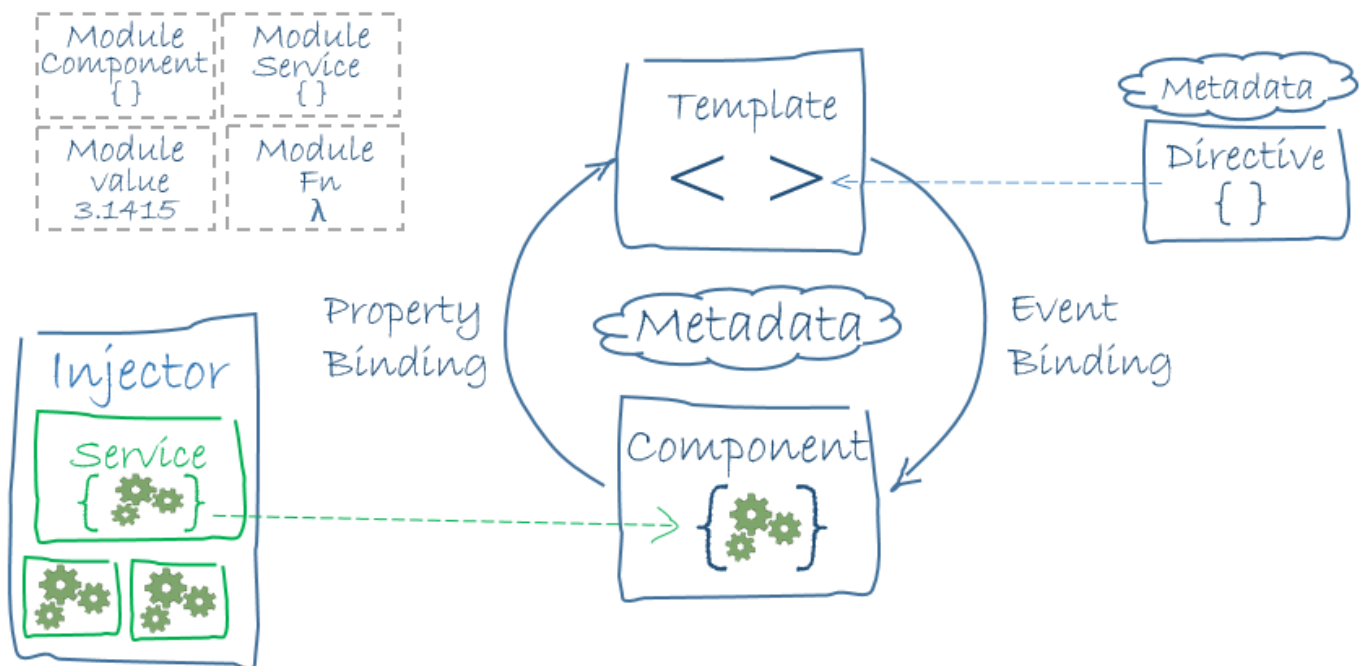 Module
Component
{ }
Module
Service
{ }
Module
value
3.1415
Module
Fn
λ
Template
< >
Metadata
Directive
{ }
Property
Binding
Metadata
Event
Binding
Injector
Service
{ }
Component
{ }